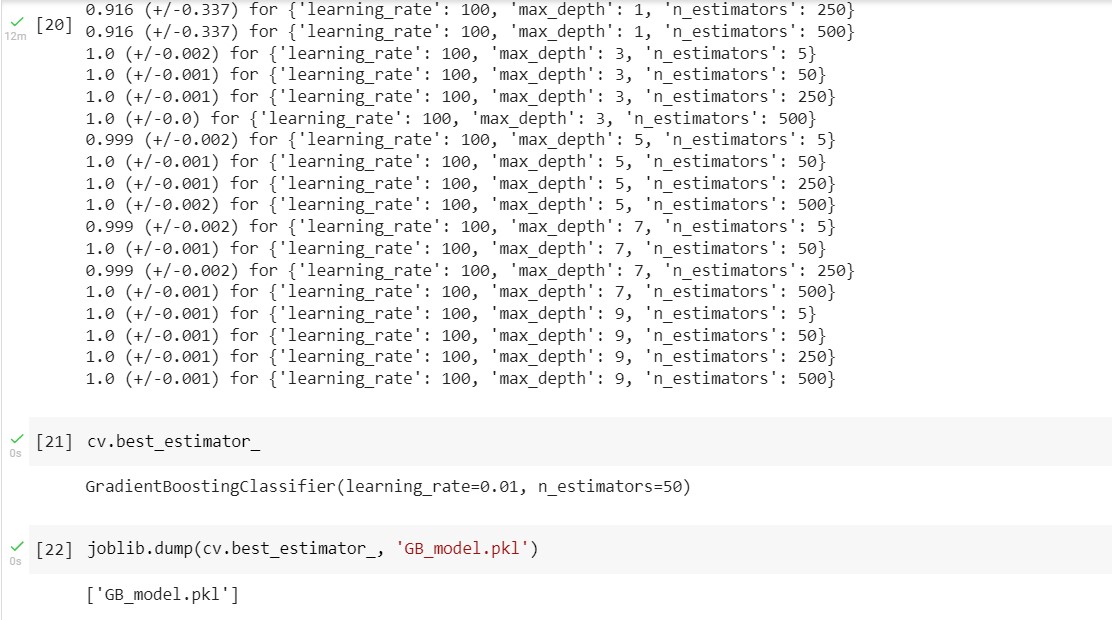 0.916 (+/-0.337) for {'learning_rate': 100, 'max_depth': 1, 'n_estimators': 250}
[20] 0.916 (+/-0.337) for {'learning_rate': 100, 'max_depth': 1, 'n_estimators': 500}
12m
1.0 (+/-0.002) for {'learning_rate': 100, 'max_depth': 3, 'n_estimators': 5}
1.0 (+/-0.001) for {'learning_rate': 100, 'max_depth': 3, 'n_estimators': 50}
1.0 (+/-0.001) for {'learning_rate': 100, 'max_depth': 3, 'n_estimators': 250}
1.0 (+/-0.0) for {'learning_rate': 100, 'max_depth': 3, 'n_estimators': 500}
0.999 (+/-0.002) for {'learning_rate': 100, 'max_depth': 5, 'n_estimators': 5}
1.0 (+/-0.001) for {'learning_rate': 100, 'max_depth': 5, 'n_estimators': 50}
1.0 (+/-0.001) for {'learning_rate': 100, 'max_depth': 5, 'n_estimators': 250}
1.0 (+/-0.002) for {'learning_rate': 100, 'max_depth': 5, 'n_estimators': 500}
0.999 (+/-0.002) for {'learning_rate': 100, 'max_depth': 7, 'n_estimators': 5}
1.0 (+/-0.001) for {'learning_rate': 100, 'max_depth': 7, 'n_estimators': 50}
0.999 (+/-0.002) for {'learning_rate': 100, 'max_depth': 7, 'n_estimators': 250}
1.0 (+/-0.001) for {'learning_rate': 100, 'max_depth': 7, 'n_estimators': 500}
1.0 (+/-0.001) for {'learning_rate': 100, 'max_depth': 9, 'n_estimators': 5}
1.0 (+/-0.001) for {'learning_rate': 100, 'max_depth': 9, 'n_estimators': 50}
1.0 (+/-0.001) for {'learning_rate': 100, 'max_depth': 9, 'n_estimators': 250}
1.0 (+/-0.001) for {'learning_rate': 100, 'max_depth': 9, 'n_estimators': 500}
[21] cv.best_estimator_
0s
GradientBoostingClassifier(learning_rate=0.01, n_estimators=50)
[22] joblib.dump(cv.best_estimator_, 'GB_model.pkl')
0s
['GB_model.pkl']